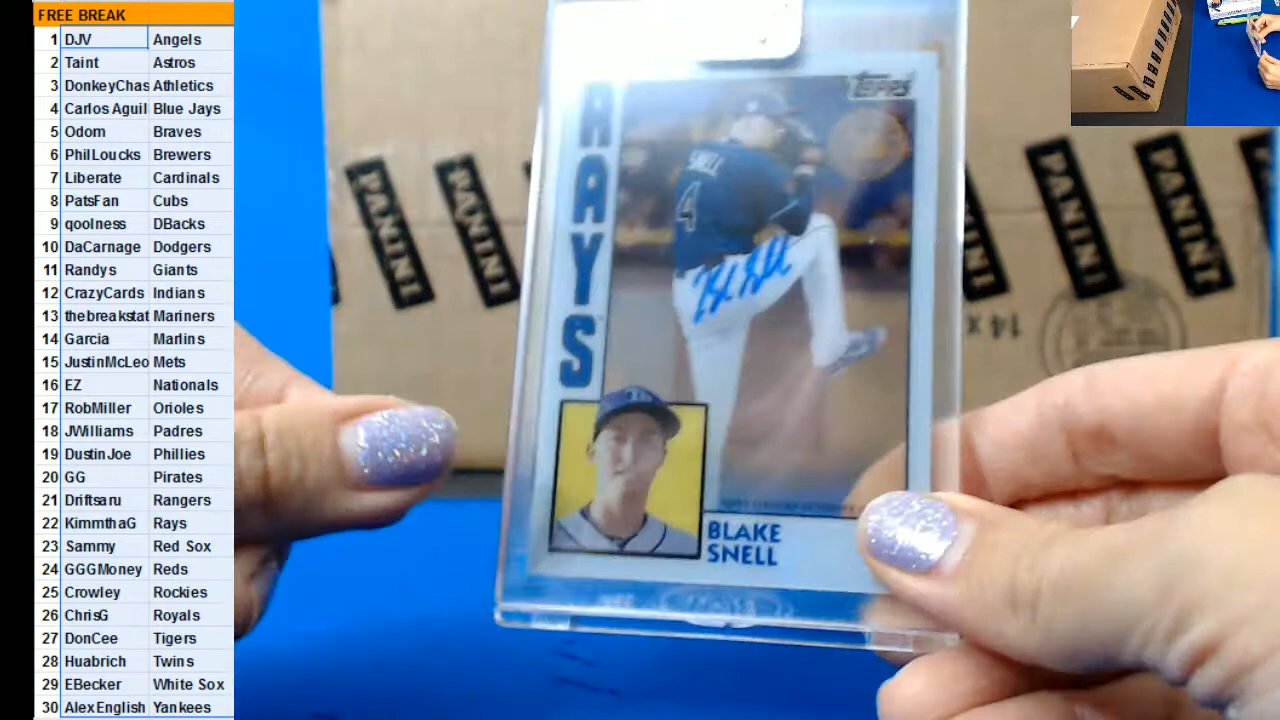 FREE BREAK
1 DJV Angels
2 Taint Astros
3 DonkeyChas Athletics
4 Carlos Aguil Blue Jays
5 Odom Braves
6 PhilLoucks Brewers
7 Liberate Cardinals
8 PatsFan Cubs
9 qoolness DBacks
10 DaCarnage Dodgers
11 Randys Giants
12 CrazyCards Indians
13 thebreakstat Mariners
14 Garcia Marlins
15 JustinMcLeo Mets
16 EZ Nationals
17 RobMiller Orioles
18 JWilliams Padres
19 DustinJoe Phillies
20 GG Pirates
21 Driftsaru Rangers
22 KimmthaG Rays
23 Sammy Red Sox
24 GGGMoney Reds
25 Crowley Rockies
26 ChrisG Royals
27 DonCee Tigers
28 Huabrich Twins
29 EBecker White Sox
30 AlexEnglish Yankees
TOPPS
RAYS
SNELL
4
BLAKE
SNELL
PANINI
PANINI
PANINI
PANINI
PANINI
14 X